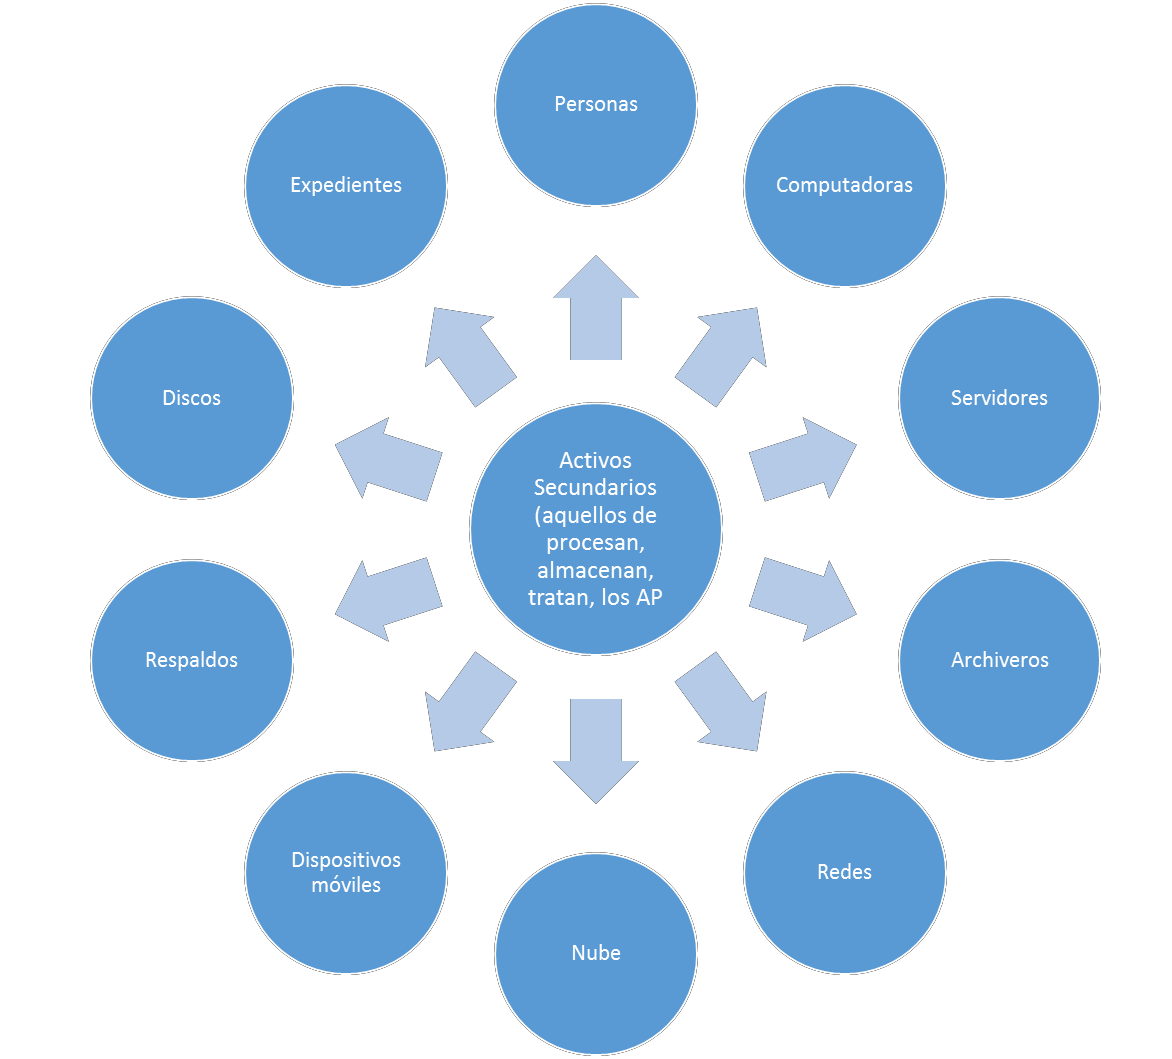 Personas
Expedientes
Computadoras
Discos
Servidores
Activos
Secundarios
(aquellos de
procesan,
almacenan,
tratan, los AP
Respaldos
Archiveros
Dispositivos
móviles
Redes
Nube